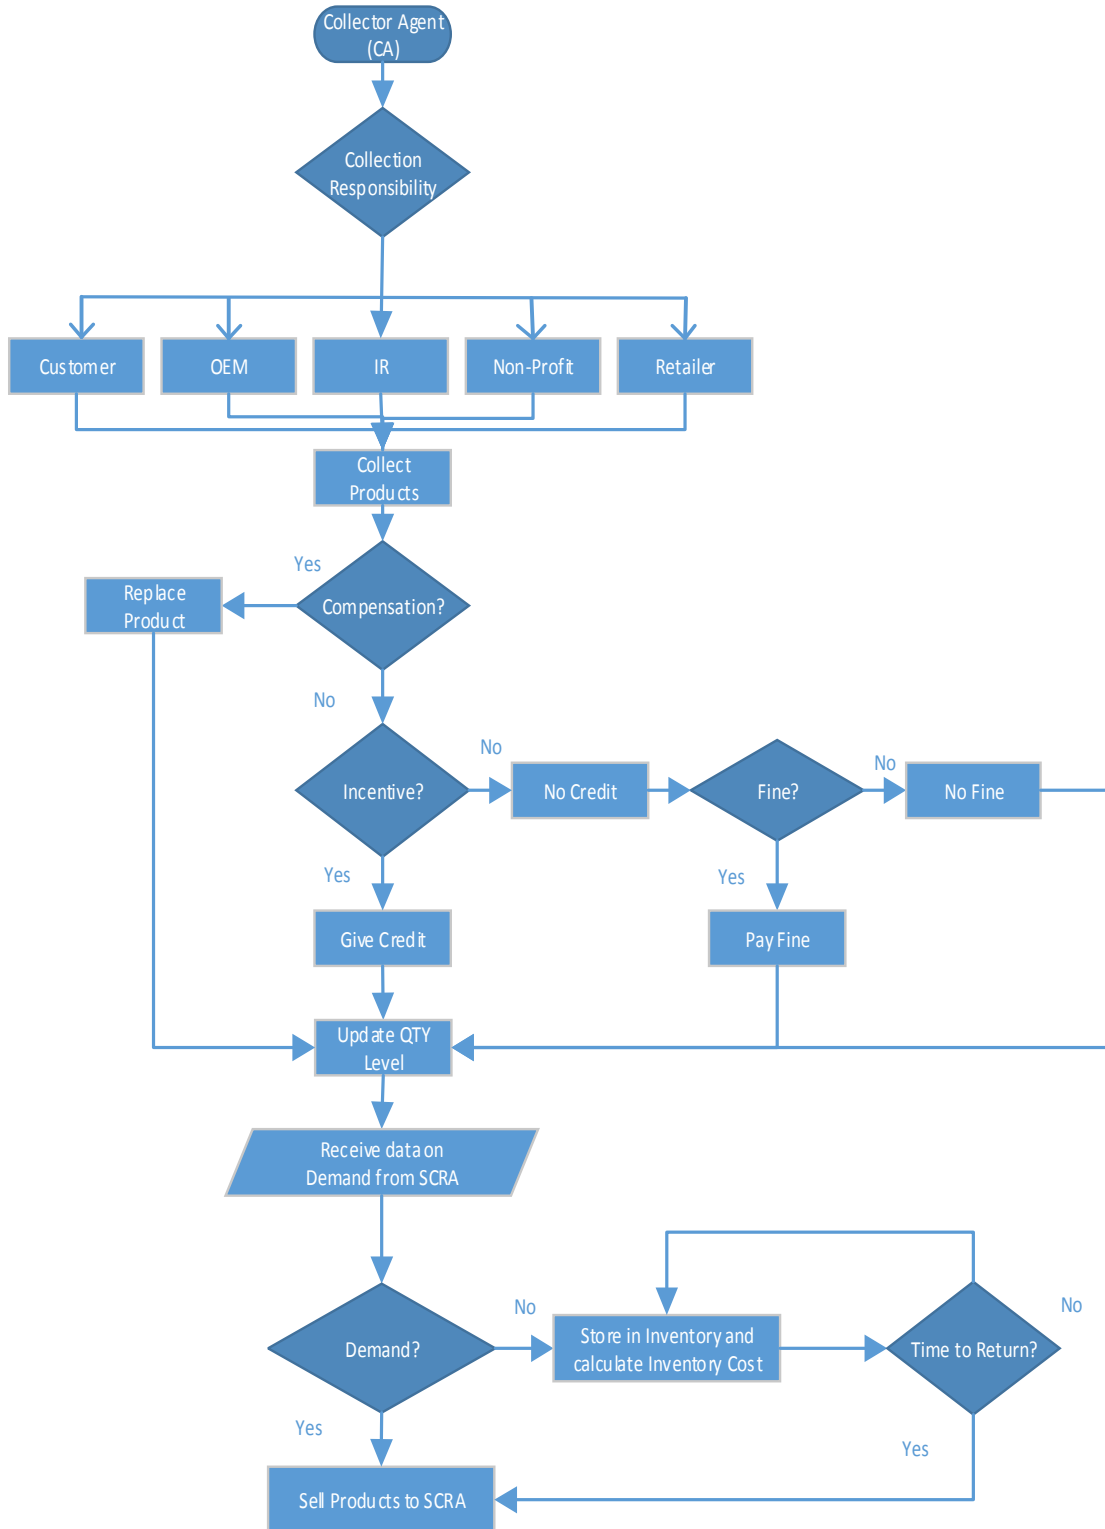 Collector Agent
(CA)
Collection
Responsibility
Customer
OEM
IR
Non-Profit
Retailer
Collect
Products
Yes
Replace
Product
Compensation?
No
Incentive?
No
No Credit
Fine?
No
No Fine
Yes
Give Credit
Yes
Pay Fine
Update QTY
Level
Receive data on
Demand from SCRA
Demand?
No
Store in Inventory and
calculate Inventory Cost
Time to Return?
No
Yes
Yes
Sell Products to SCRA